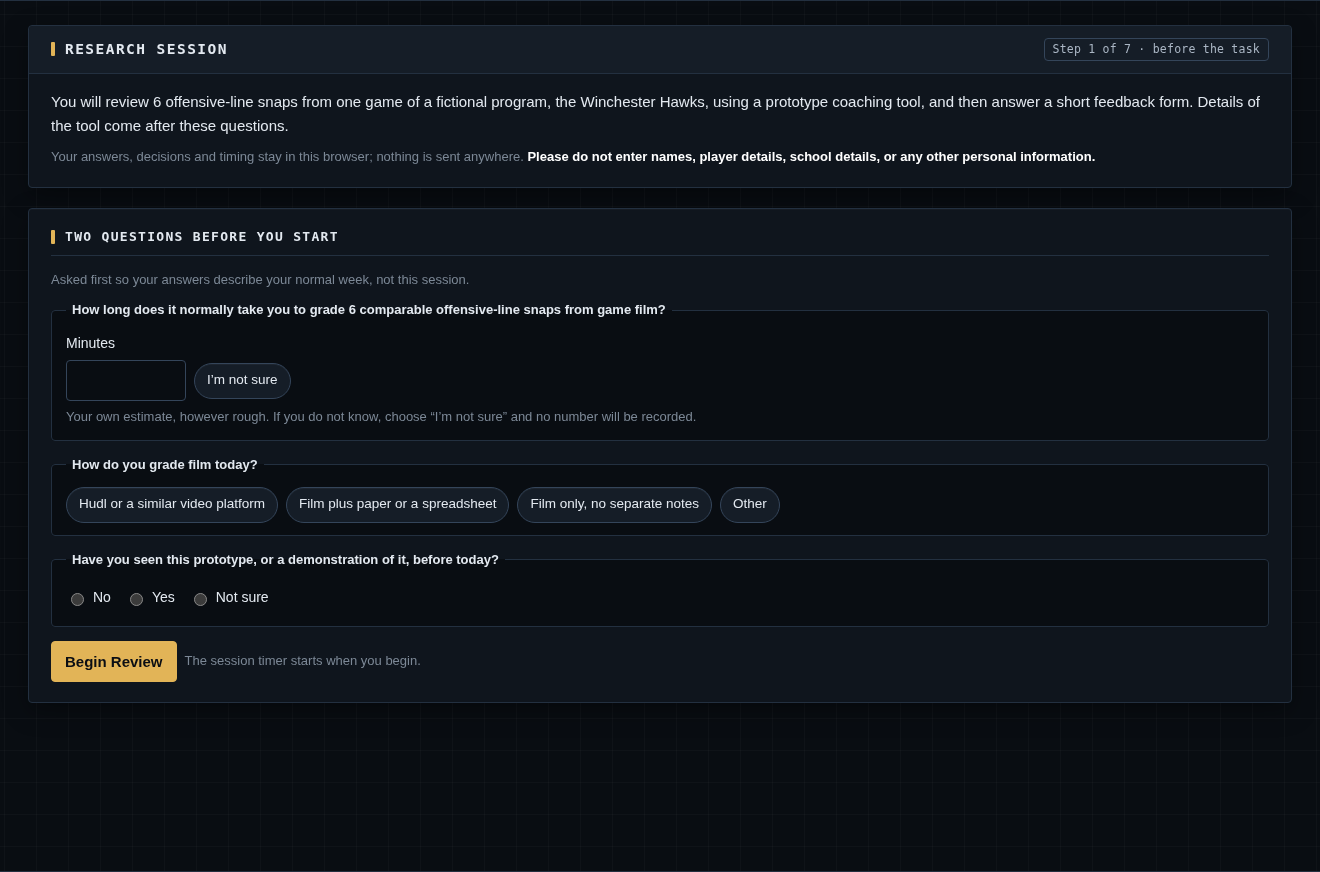 RESEARCH SESSION
Step 1 of 7 · before the task
You will review 6 offensive-line snaps from one game of a fictional program, the Winchester Hawks, using a prototype coaching tool, and then answer a short feedback form. Details of
the tool come after these questions.
Your answers, decisions and timing stay in this browser; nothing is sent anywhere. Please do not enter names, player details, school details, or any other personal information.
TWO QUESTIONS BEFORE YOU START
Asked first so your answers describe your normal week, not this session.
How long does it normally take you to grade 6 comparable offensive-line snaps from game film?
Minutes
I'm not sure
Your own estimate, however rough. If you do not know, choose “I'm not sure” and no number will be recorded.
How do you grade film today?
Hudl or a similar video platform
Film plus paper or a spreadsheet
Film only, no separate notes
Other
Have you seen this prototype, or a demonstration of it, before today?
No
Yes
Not sure
Begin Review
The session timer starts when you begin.